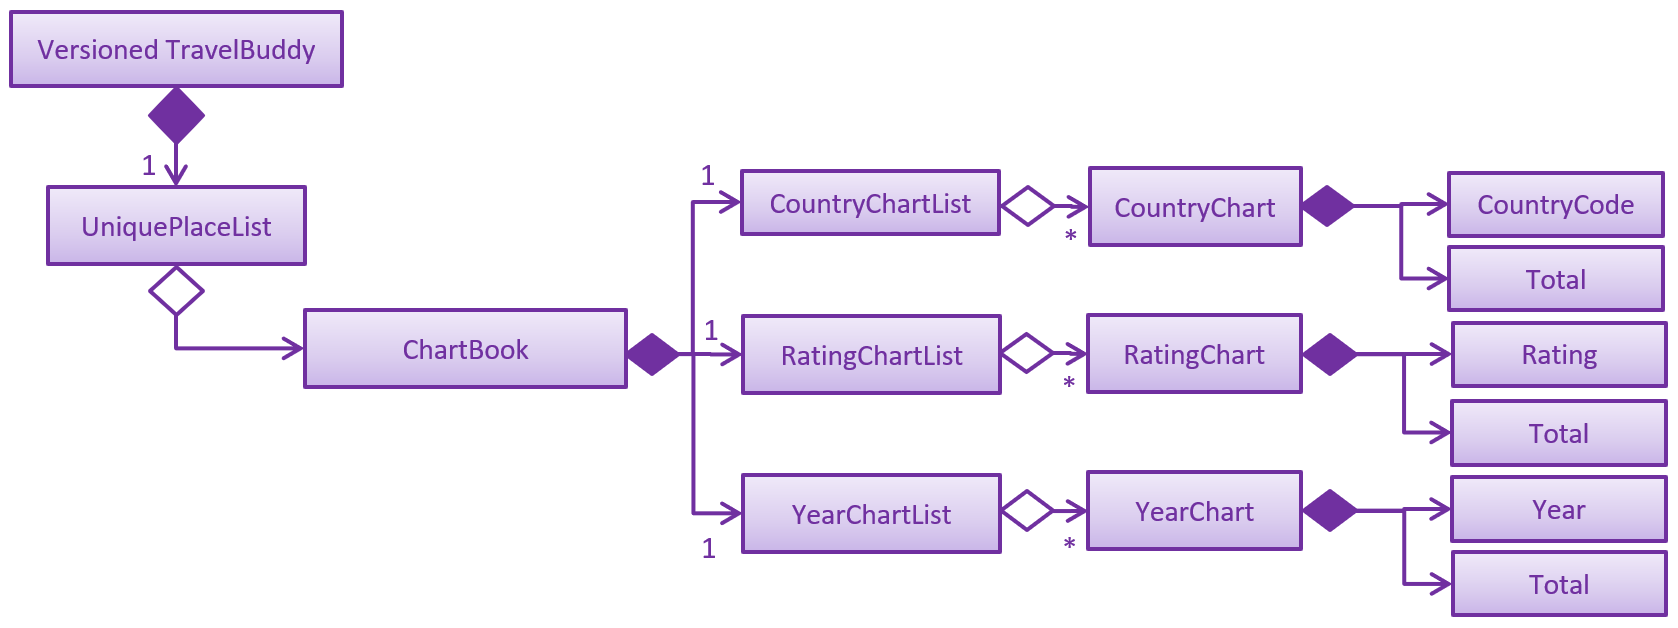 Versioned TravelBuddy
1
UniquePlaceList
ChartBook
1
CountryChartList
*
CountryChart
CountryCode
Total
1
RatingChartList
*
RatingChart
Rating
Total
1
YearChartList
*
YearChart
Year
Total